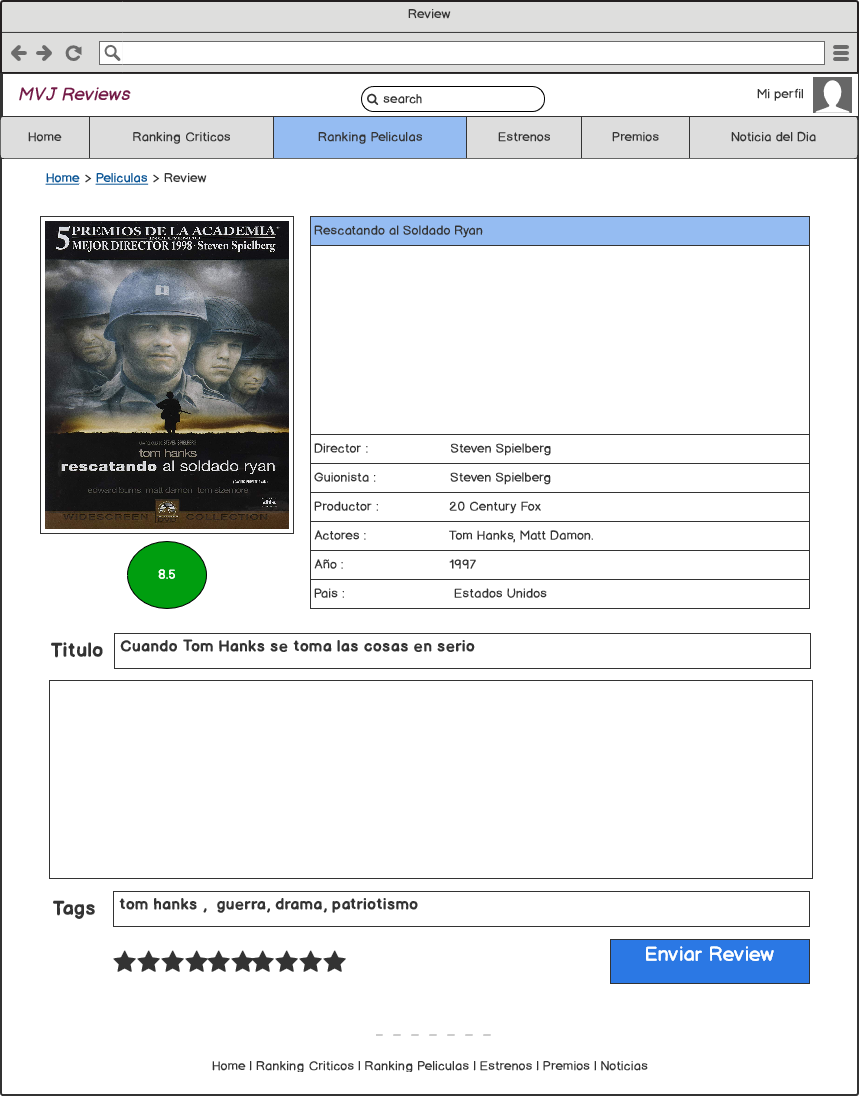 Review
MVJ Reviews
search
Mi perfil
Home
Ranking Criticos
Ranking Peliculas
Estrenos
Premios
Noticia del Dia
Home > Peliculas > Review
5 PREMIOS DE LA ACADEMIA
INCLUYENDO
MEJOR DIRECTOR 1998 - Steven Spielberg
tom hanks
rescatando al soldado ryan
edward burns matt damon tom sizemore
WIDESCREEN COLLECTION
8.5
Rescatando al Soldado Ryan
Director : Steven Spielberg
Guionista : Steven Spielberg
Productor : 20 Century Fox
Actores : Tom Hanks, Matt Damon.
Año : 1997
Pais : Estados Unidos
Titulo Cuando Tom Hanks se toma las cosas en serio
Tags tom hanks , guerra, drama, patriotismo
Enviar Review
Home | Ranking Criticos | Ranking Peliculas | Estrenos | Premios | Noticias